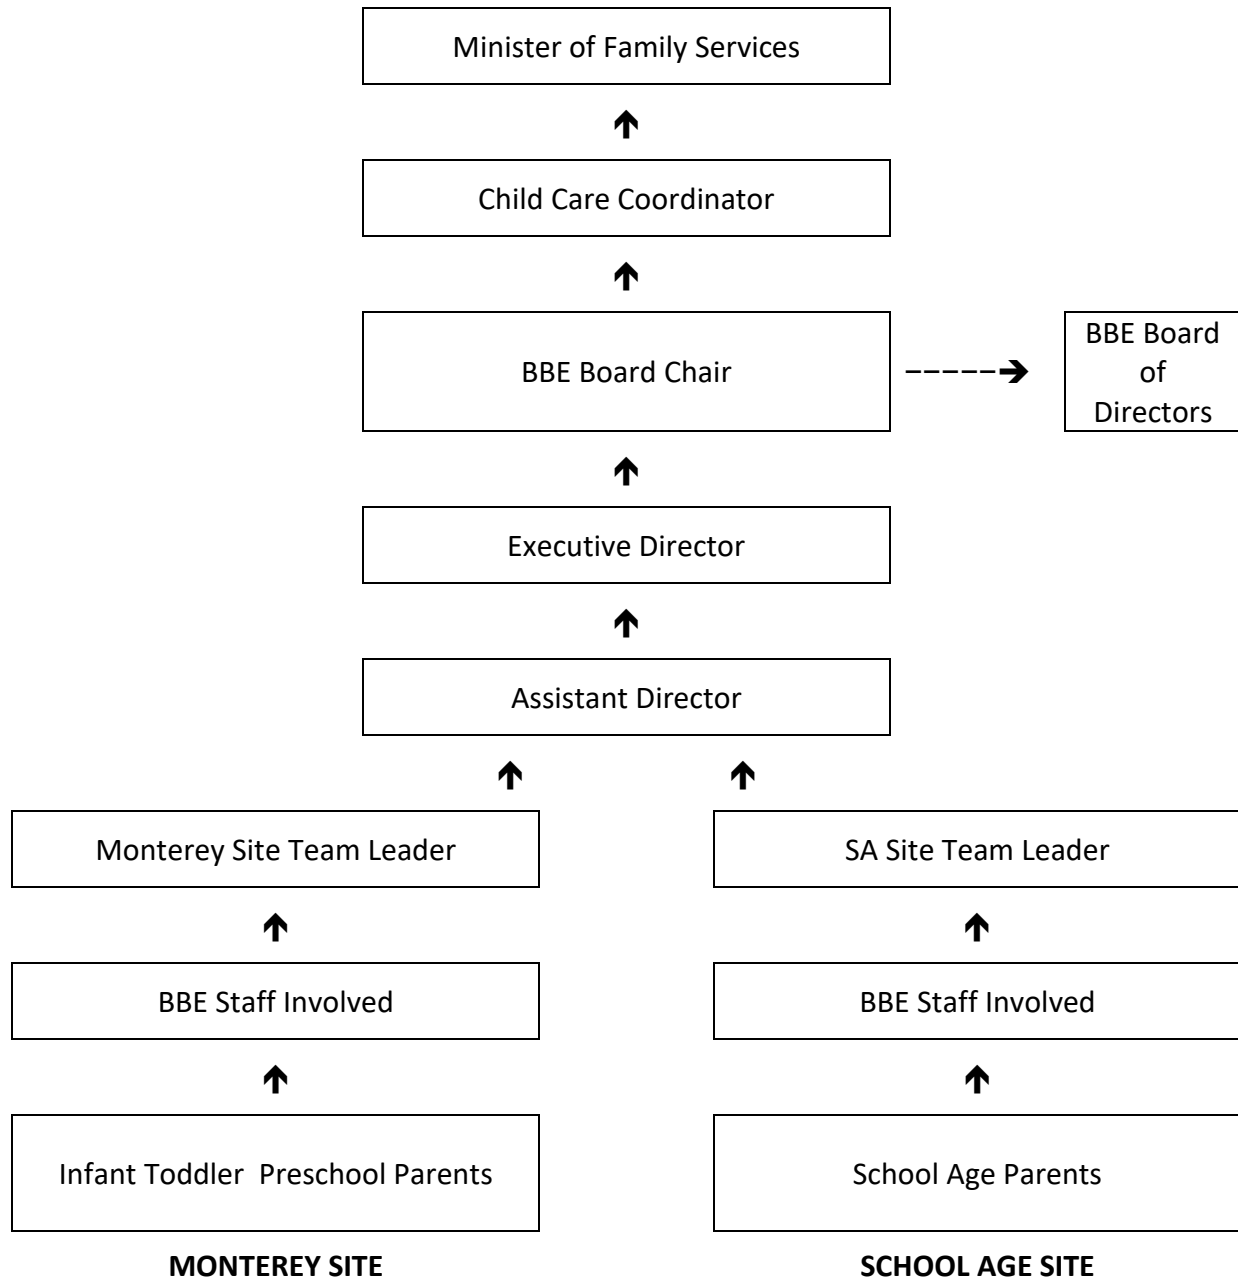 Minister of Family Services
Child Care Coordinator
BBE Board Chair
BBE Board
of
Directors
Executive Director
Assistant Director
Monterey Site Team Leader
SA Site Team Leader
BBE Staff Involved
BBE Staff Involved
Infant Toddler  Preschool Parents
School Age Parents
MONTEREY SITE
SCHOOL AGE SITE